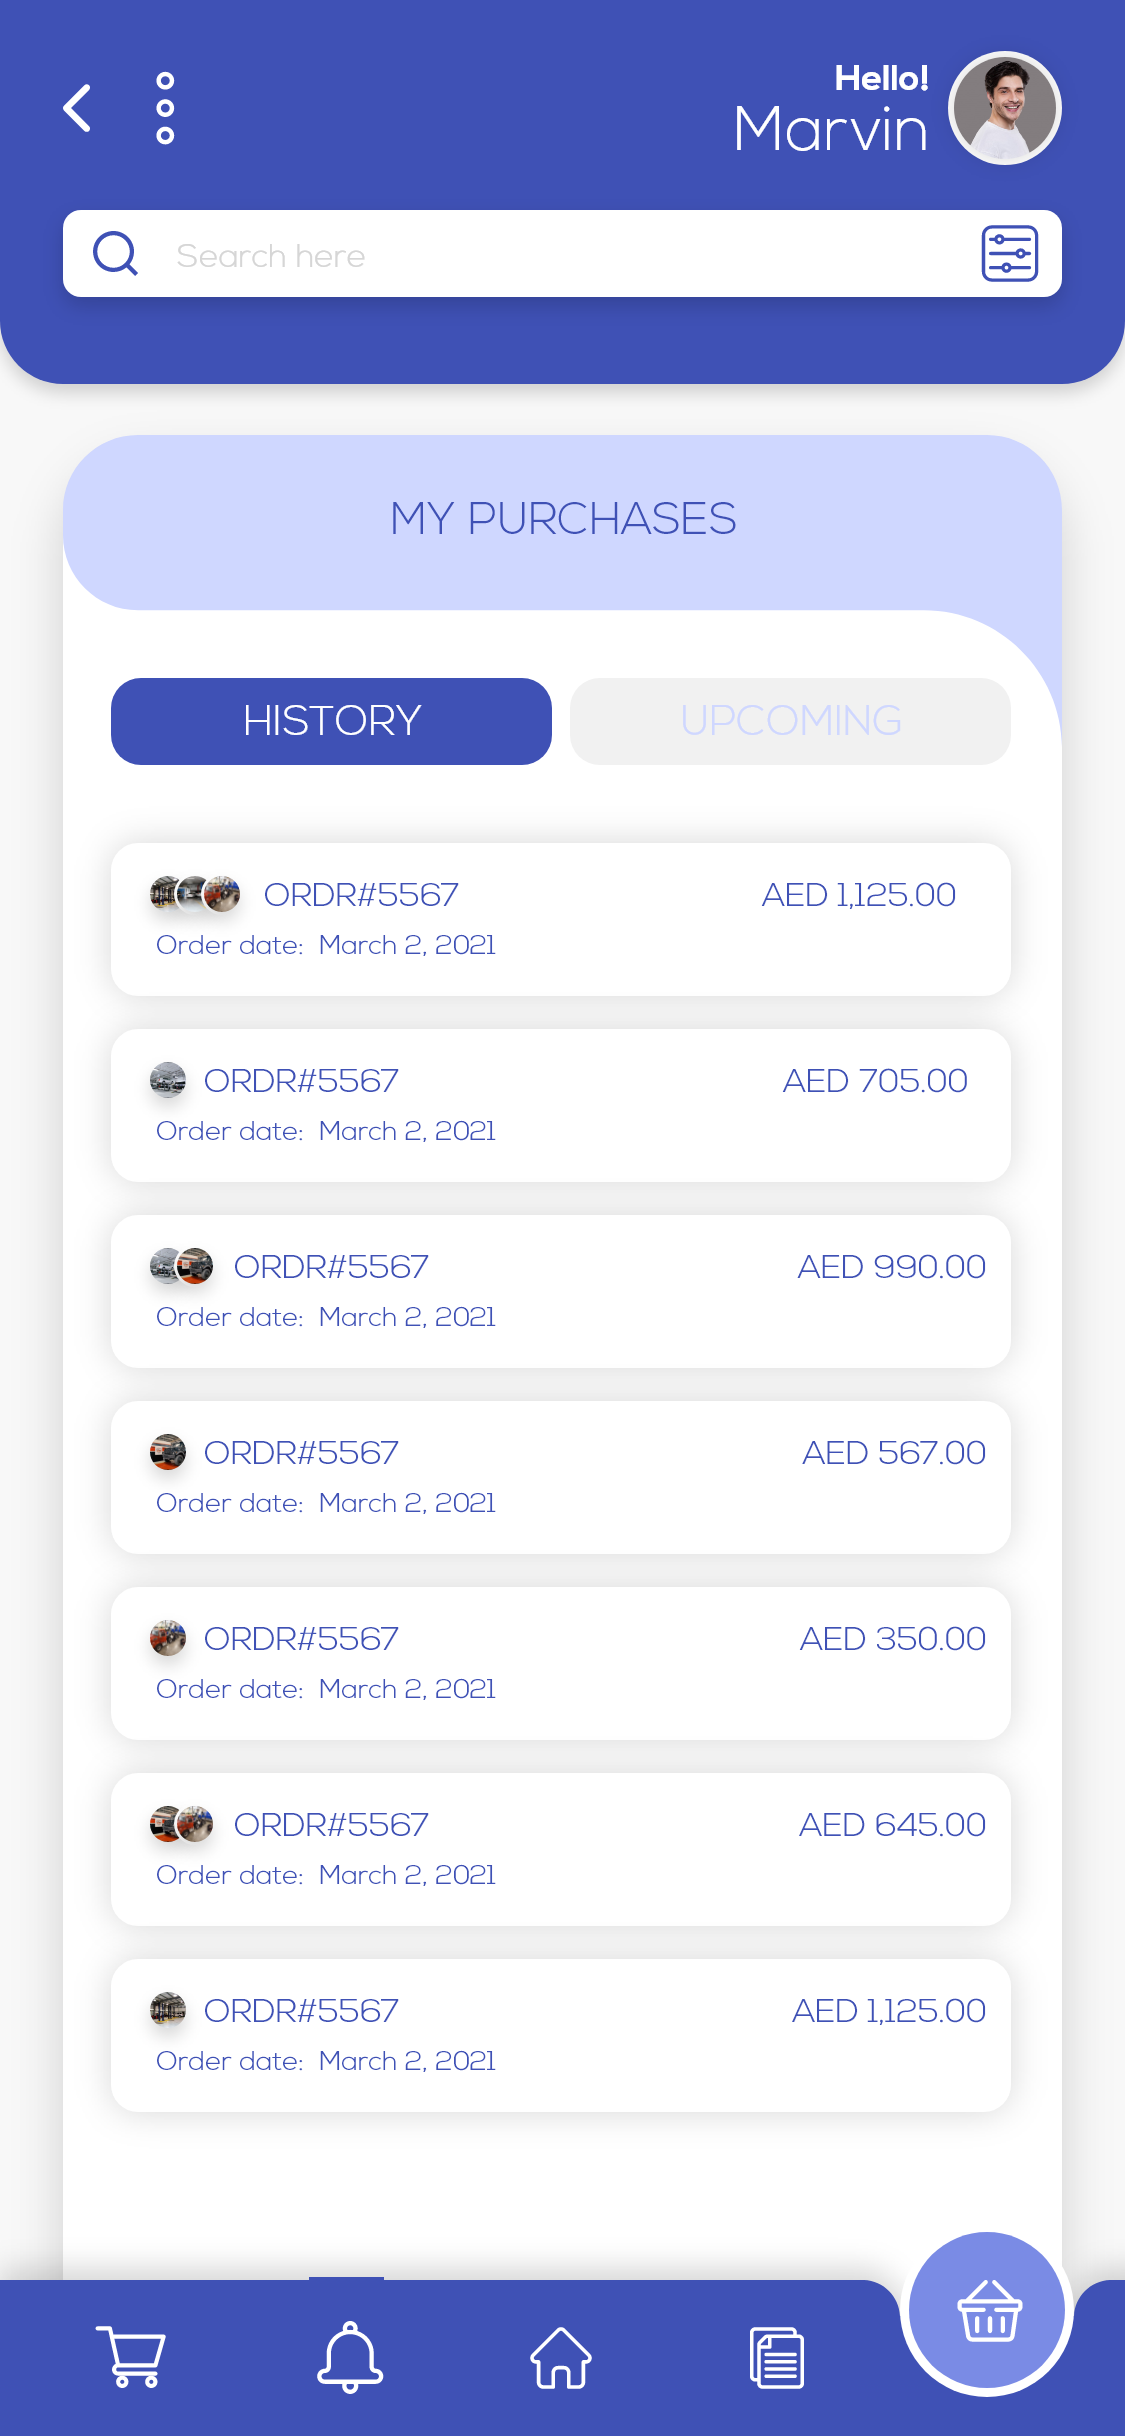 Hello!
Marvin
Search here
MY PURCHASES
HISTORY UPCOMING
ORDR#5567 AED 1,125.00
Order date: March 2, 2021
ORDR#5567 AED 705.00
Order date: March 2, 2021
ORDR#5567 AED 990.00
Order date: March 2, 2021
ORDR#5567 AED 567.00
Order date: March 2, 2021
ORDR#5567 AED 350.00
Order date: March 2, 2021
ORDR#5567 AED 645.00
Order date: March 2, 2021
ORDR#5567 AED 1,125.00
Order date: March 2, 2021